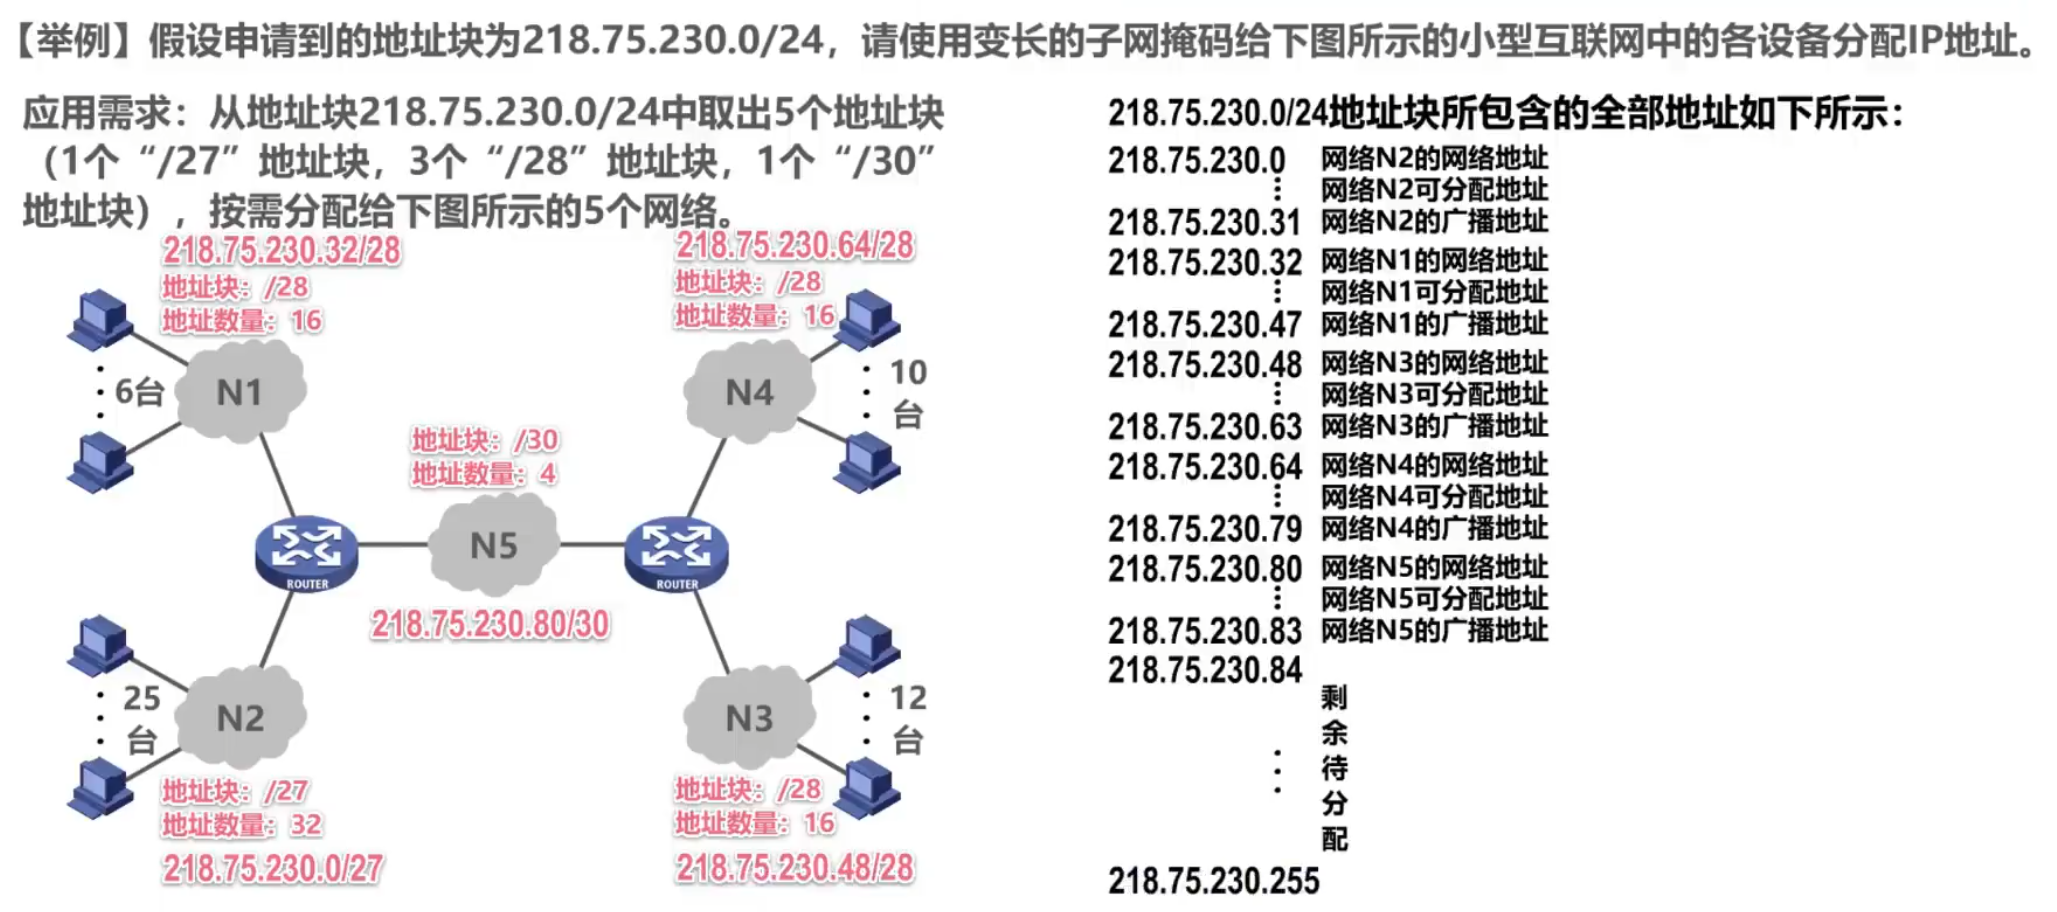 【举例】假设申请到的地址块为218.75.230.0/24，请使用变长的子网掩码给下图所示的小型互联网中的各设备分配IP地址。
应用需求：从地址块218.75.230.0/24中取出5个地址块
（1个“/27”地址块，3个“/28”地址块，1个“/30”
地址块），按需分配给下图所示的5个网络。
218.75.230.32/28
地址块：/28
地址数量：16
6台
N1
218.75.230.64/28
地址块：/28
地址数量：16
N4
10
台
地址块：/30
地址数量：4
N5
ROUTER
ROUTER
218.75.230.80/30
25
台
N2
地址块：/27
地址数量：32
218.75.230.0/27
N3
12
台
地址块：/28
地址数量：16
218.75.230.48/28
218.75.230.0/24地址块所包含的全部地址如下所示：
218.75.230.0 网络N2的网络地址
⋮ 网络N2可分配地址
218.75.230.31 网络N2的广播地址
218.75.230.32 网络N1的网络地址
⋮ 网络N1可分配地址
218.75.230.47 网络N1的广播地址
218.75.230.48 网络N3的网络地址
⋮ 网络N3可分配地址
218.75.230.63 网络N3的广播地址
218.75.230.64 网络N4的网络地址
⋮ 网络N4可分配地址
218.75.230.79 网络N4的广播地址
218.75.230.80 网络N5的网络地址
⋮ 网络N5可分配地址
218.75.230.83 网络N5的广播地址
218.75.230.84
剩
余
待
分
配
218.75.230.255